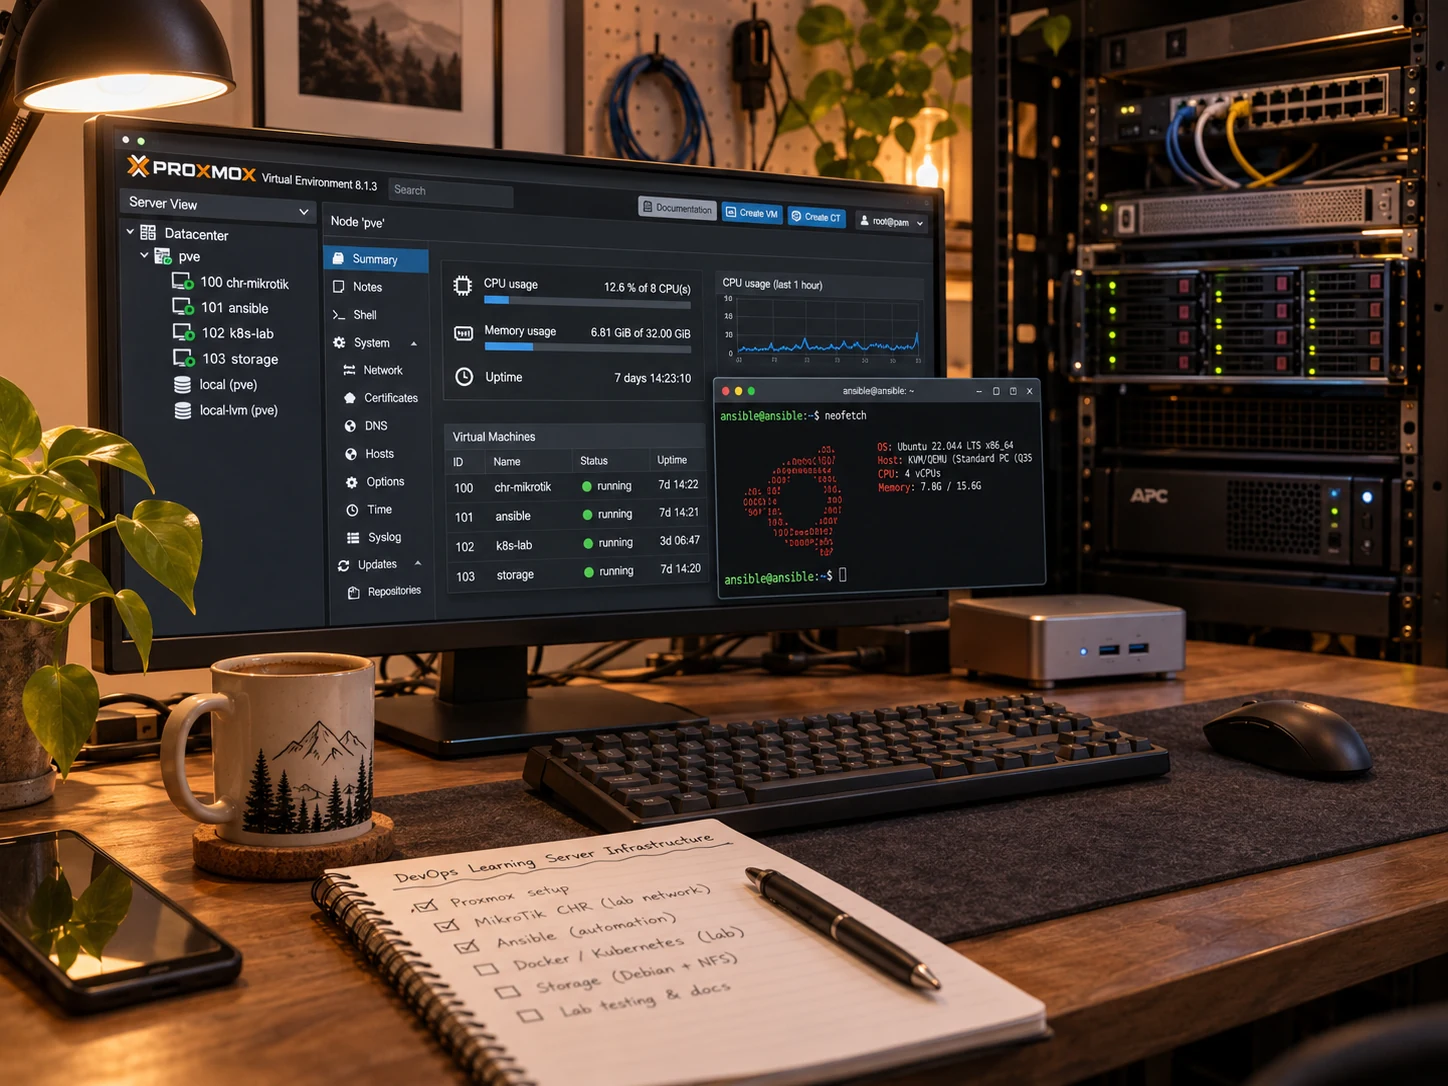 PROXMOX Virtual Environment 8.1.3
Search
Documentation
Create VM
Create CT
root@pam
Server View
Datacenter
pve
100 chr-mikrotik
101 ansible
102 k8s-lab
103 storage
local (pve)
local-lvm (pve)
Node 'pve'
Summary
Notes
Shell
System
Network
Certificates
DNS
Hosts
Options
Time
Syslog
Updates
Repositories
CPU usage 12.6 % of 8 CPU(s)
Memory usage 6.81 GiB of 32.00 GiB
Uptime 7 days 14:23:10
CPU usage (last 1 hour)
Virtual Machines
ID Name Status Uptime
100 chr-mikrotik running 7d 14:22
101 ansible running 7d 14:21
102 k8s-lab running 3d 06:47
103 storage running 7d 14:20
ansible@ansible: ~
ansible@ansible:~$ neofetch
OS: Ubuntu 22.044 LTS x86_64
Host: KVM/QEMU (Standard PC (Q35
CPU: 4 vCPUs
Memory: 7.8G / 15.6G
ansible@ansible:~$
APC
DevOps Learning Server Infrastructure
Proxmox setup
MikroTik CHR (lab network)
Ansible (automation)
Docker / Kubernetes (lab)
Storage (Debian + NFS)
Lab testing & docs